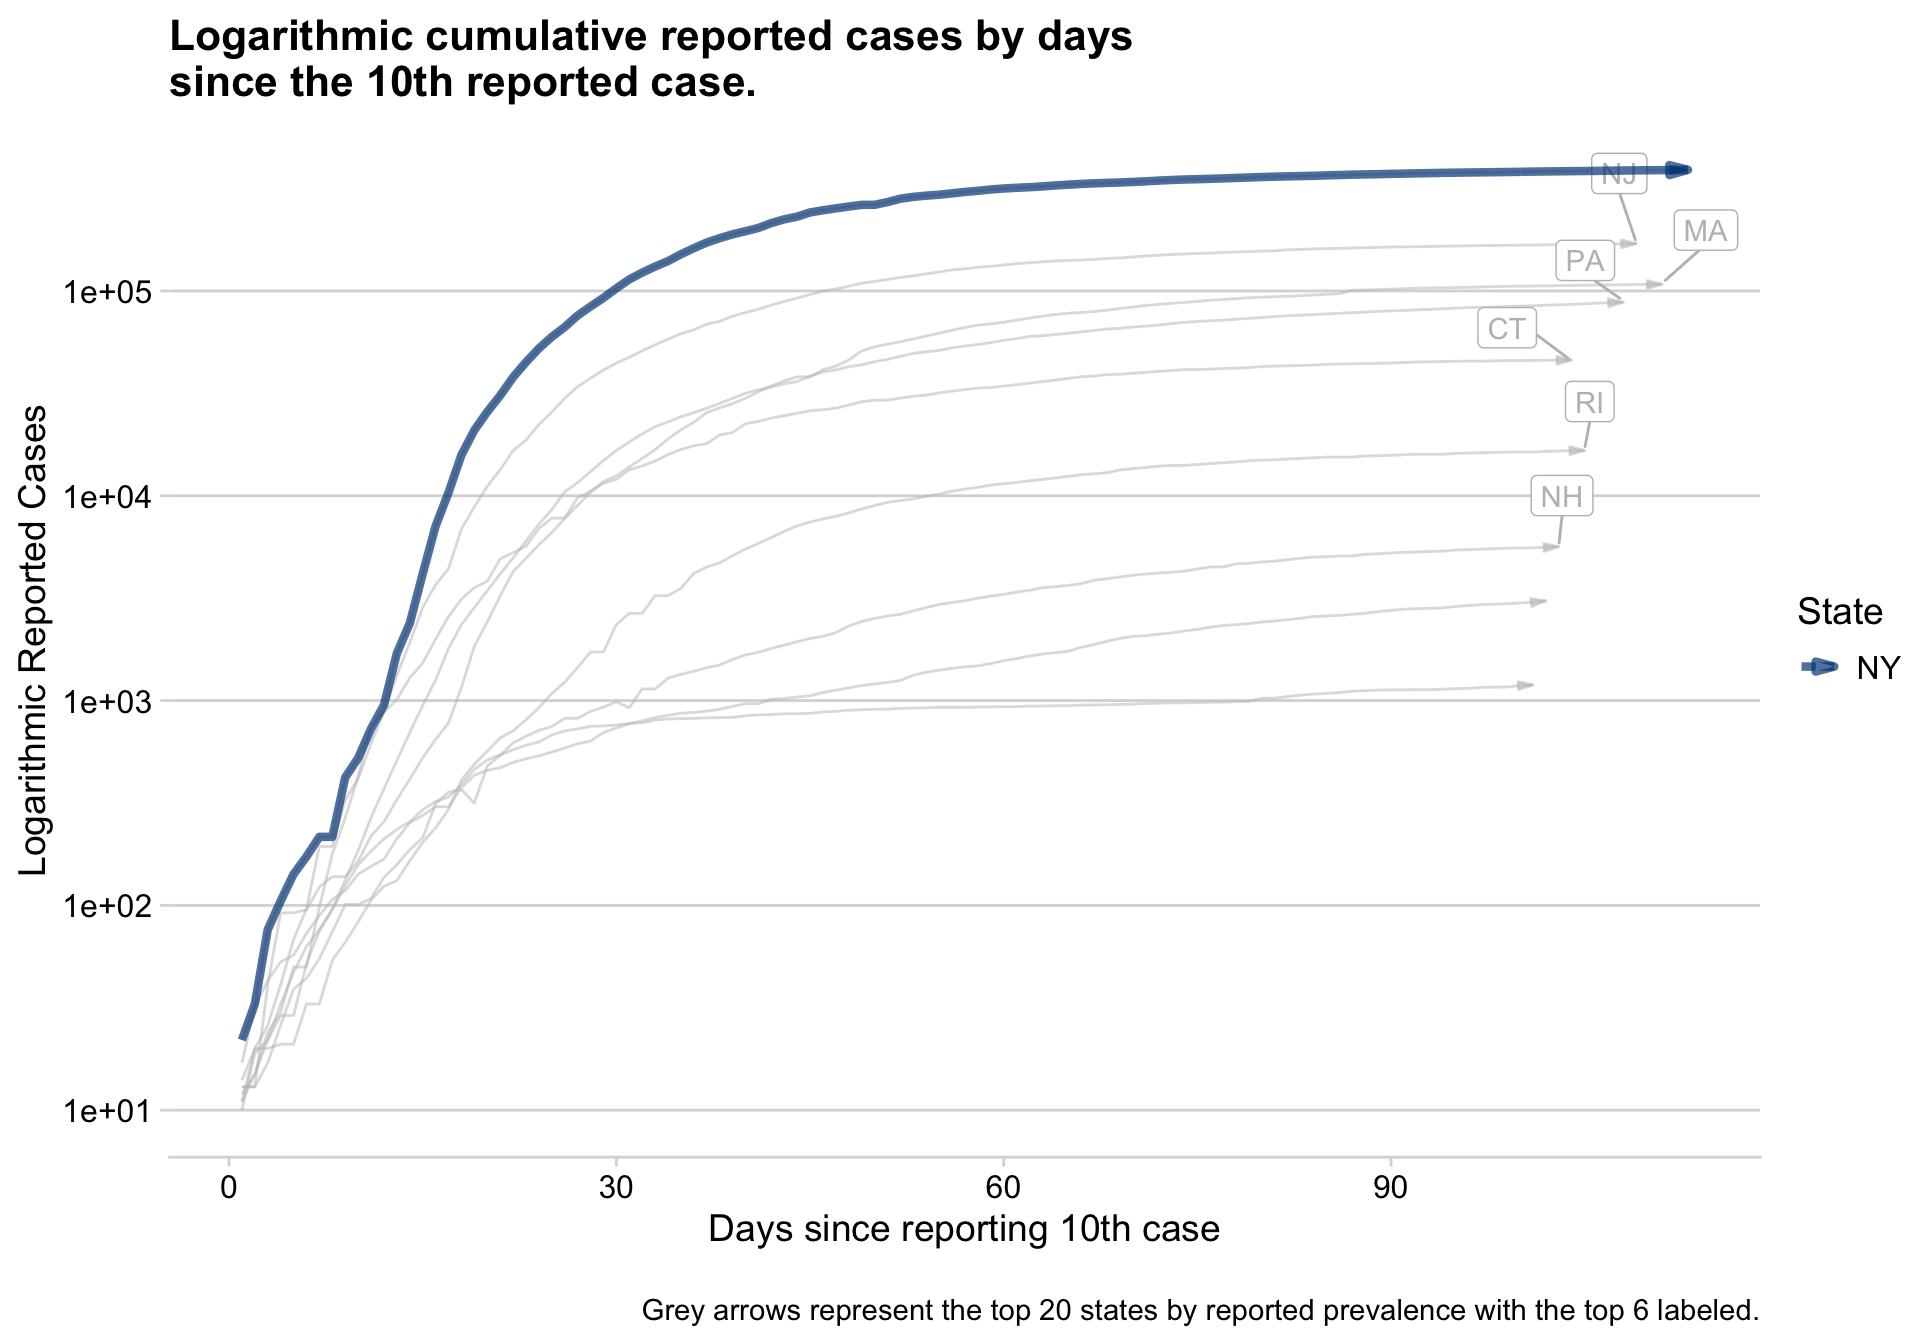 Logarithmic cumulative reported cases by days
since the 10th reported case.
NJ
MA
PA
CT
RI
NH
1e+05
1e+04
1e+03
1e+02
1e+01
Logarithmic Reported Cases
State
NY
0 30 60 90
Days since reporting 10th case
Grey arrows represent the top 20 states by reported prevalence with the top 6 labeled.